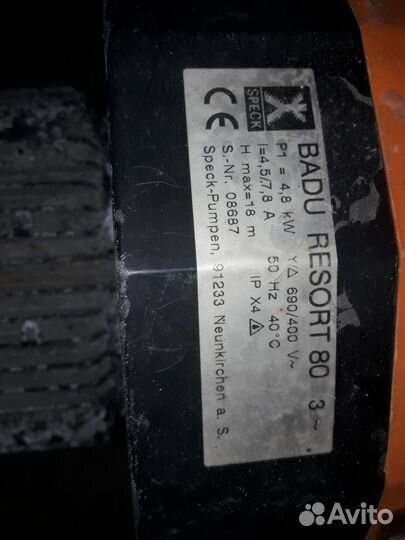 SPECK
BADU RESORT 80 3~
P1 = 4,8 kW Y/Δ 690/400 V~
I=4,5/7,8 A 50 Hz 40°C
H max=18 m IP X4
S.-Nr. 08687
Speck-Pumpen, 91233 Neunkirchen a. S.
CE
Avito